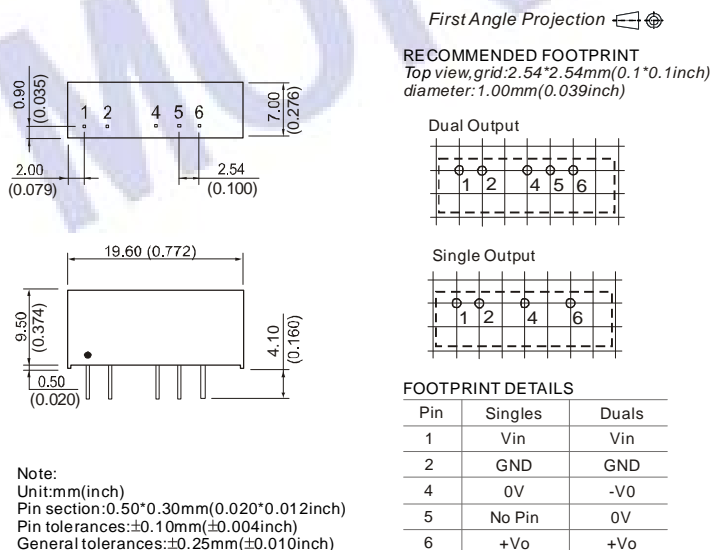 First Angle Projection
RECOMMENDED FOOTPRINT
Top view,grid:2.54*2.54mm(0.1*0.1inch)
diameter:1.00mm(0.039inch)
0.90
(0.035)
1 2 4 5 6
7.00
(0.276)
2.00
(0.079)
2.54
(0.100)
Dual Output
1 2 4 5 6
19.60 (0.772)
9.50
(0.374)
0.50
(0.020)
4.10
(0.160)
Single Output
1 2 4 6
FOOTPRINT DETAILS
Pin Singles Duals
1 Vin Vin
2 GND GND
4 0V -V0
5 No Pin 0V
6 +Vo +Vo
Note:
Unit:mm(inch)
Pin section:0.50*0.30mm(0.020*0.012inch)
Pin tolerances:±0.10mm(±0.004inch)
General tolerances:±0.25mm(±0.010inch)